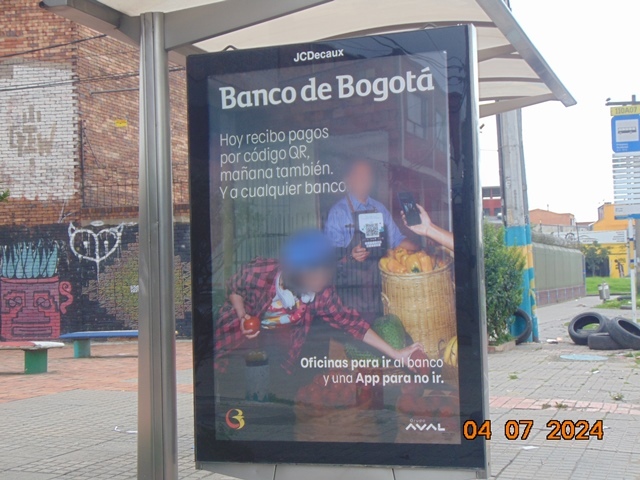 JCDecaux
Banco de Bogotá
Hoy recibo pagos
por código QR,
mañana también.
Y a cualquier banco
Oficinas para ir al banco
y una App para no ir.
AVAL
04 07 2024